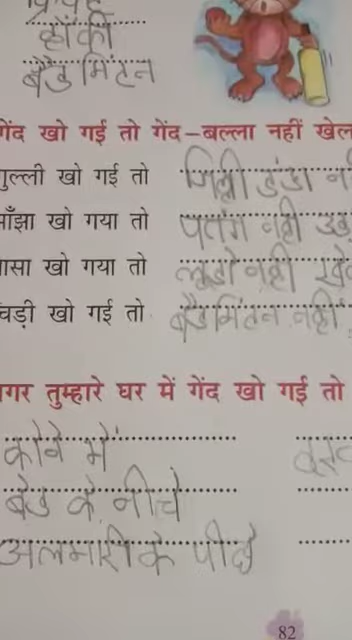 हॉकी
बैडमिंटन
गेंद खो गई तो गेंद–बल्ला नहीं खेल
गुल्ली खो गई तो गिल्ली डंडा न
माँझा खो गया तो पतंग नही उड़
पासा खो गया तो लूडो नही खे
चिड़ी खो गई तो बैडमिंटन नहीं
अगर तुम्हारे घर में गेंद खो गई तो
कोने में
बेड के नीचे
अलमारी के पीछे
82